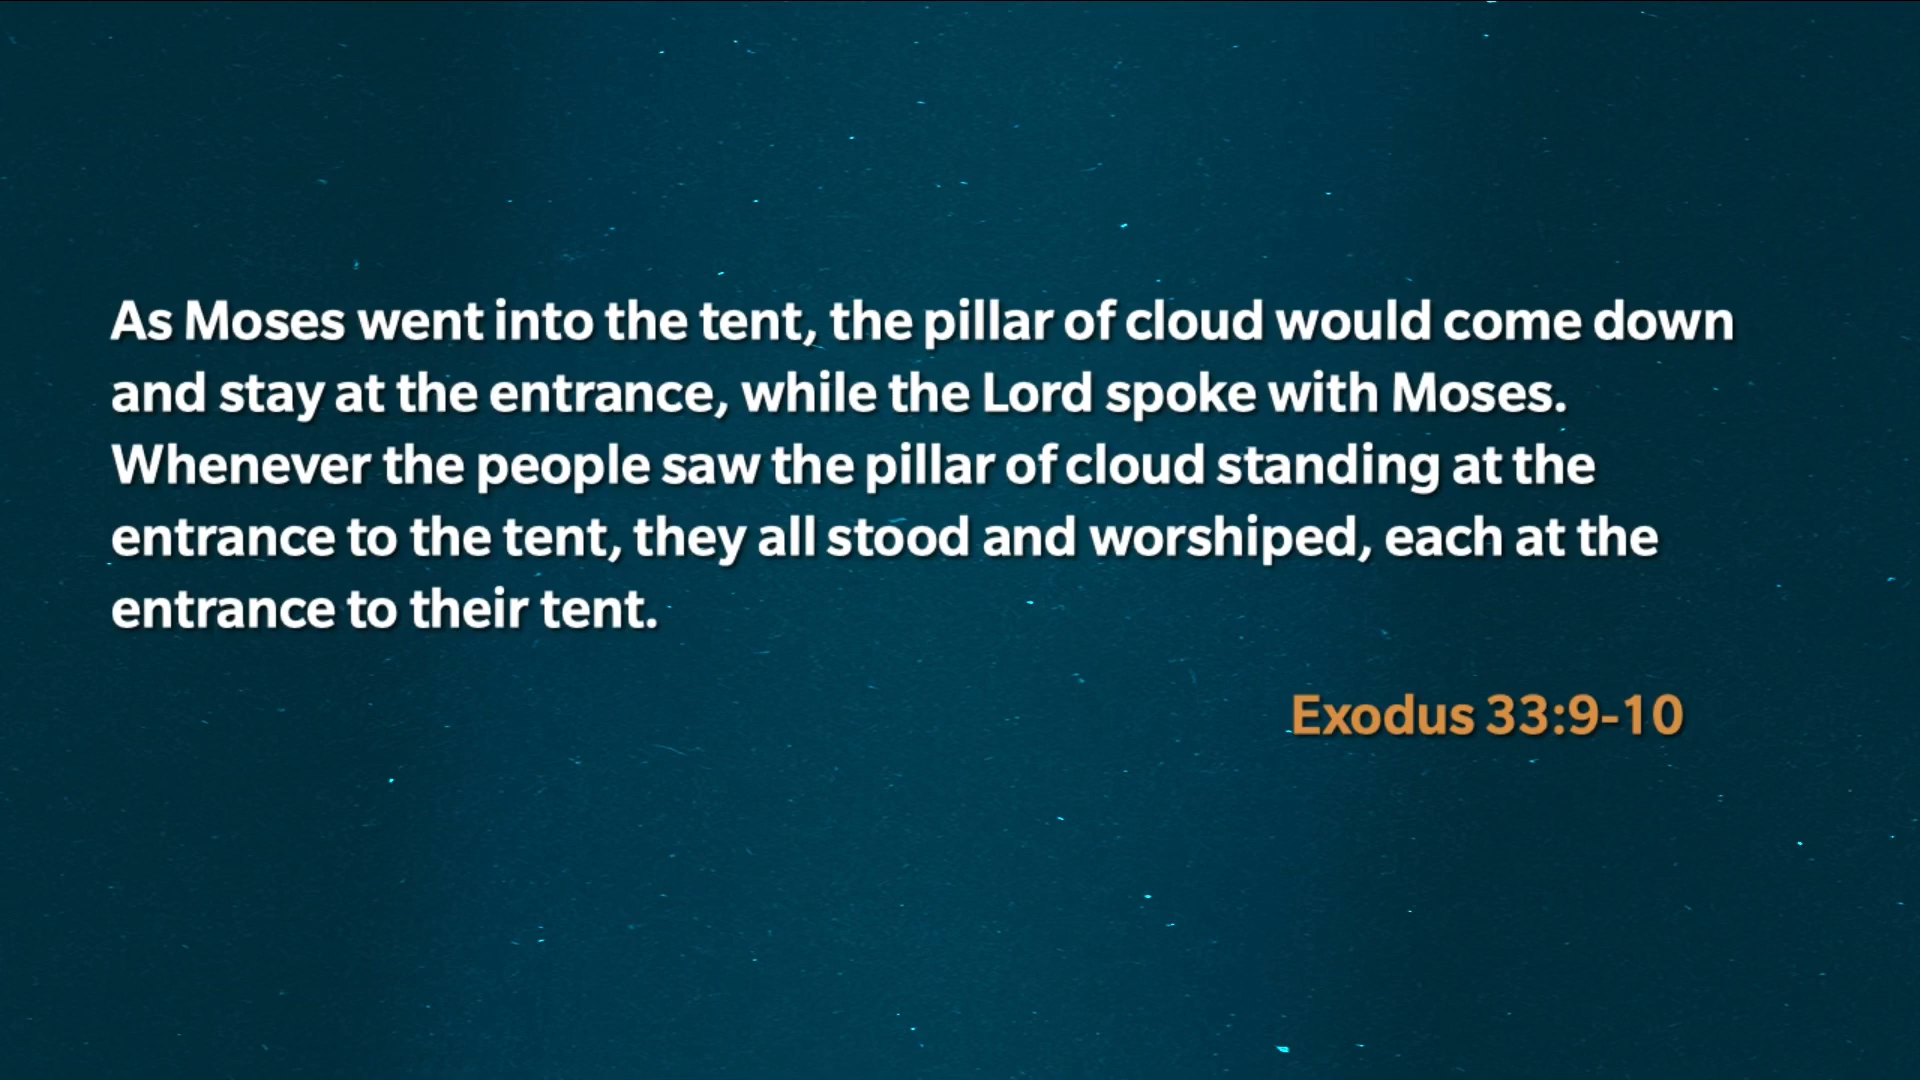 As Moses went into the tent, the pillar of cloud would come down
and stay at the entrance, while the Lord spoke with Moses.
Whenever the people saw the pillar of cloud standing at the
entrance to the tent, they all stood and worshiped, each at the
entrance to their tent.
Exodus 33:9-10